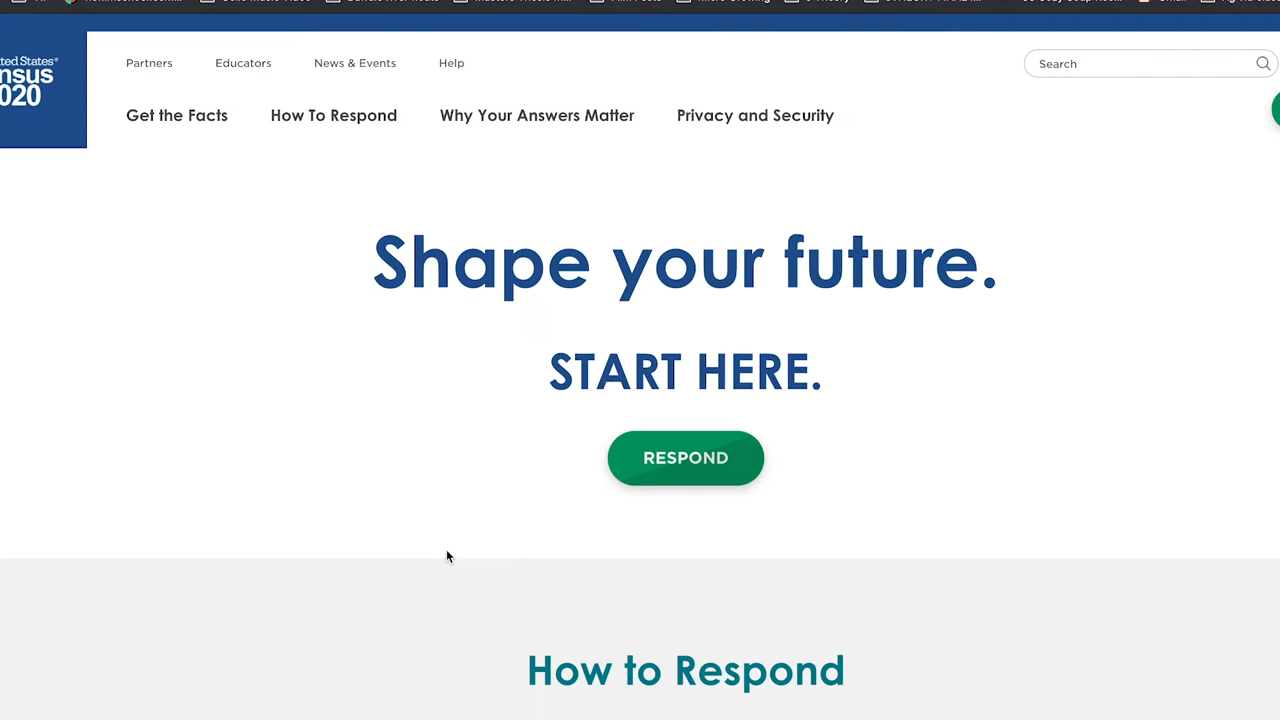 Partners Educators News & Events Help
Search
States®
nsus
020
Get the Facts How To Respond Why Your Answers Matter Privacy and Security
Shape your future.
START HERE.
RESPOND
How to Respond